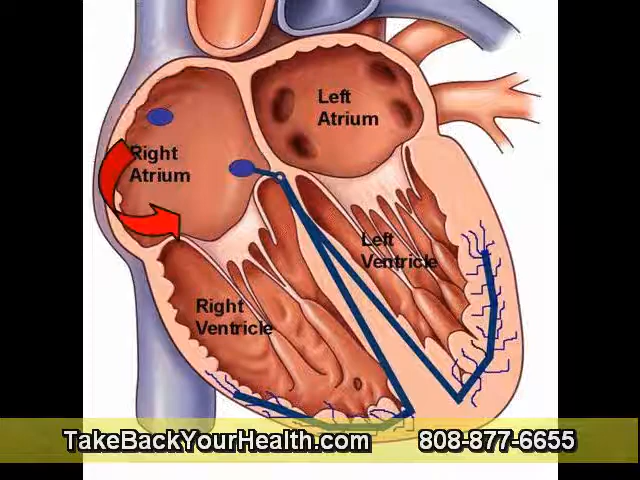 Left
Atrium
Right
Atrium
Left
Ventricle
Right
Ventricle
TakeBackYourHealth.com 808-877-6655